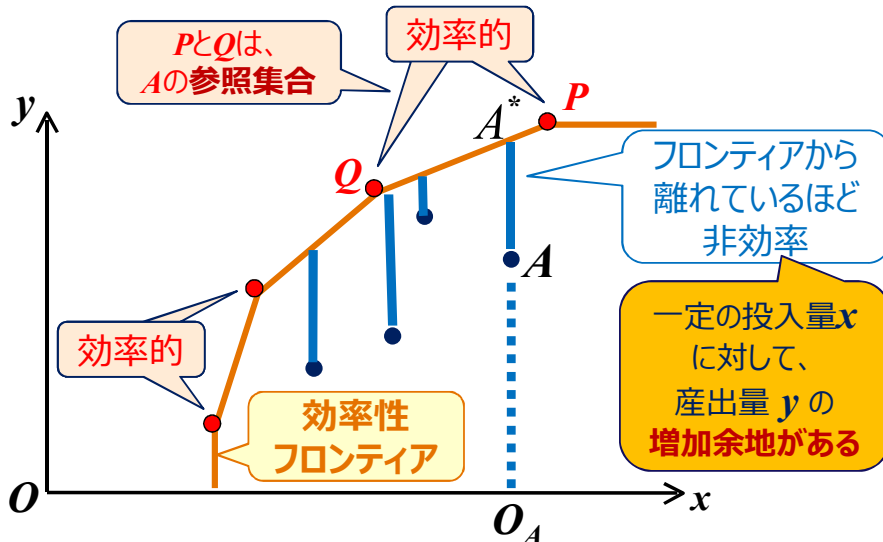 PとQは、
Aの参照集合
効率的
P
A*
y
Q
フロンティアから
離れているほど
非効率
A
効率的
一定の投入量x
に対して、
産出量 y の
増加余地がある
効率性
フロンティア
O
O_A
x